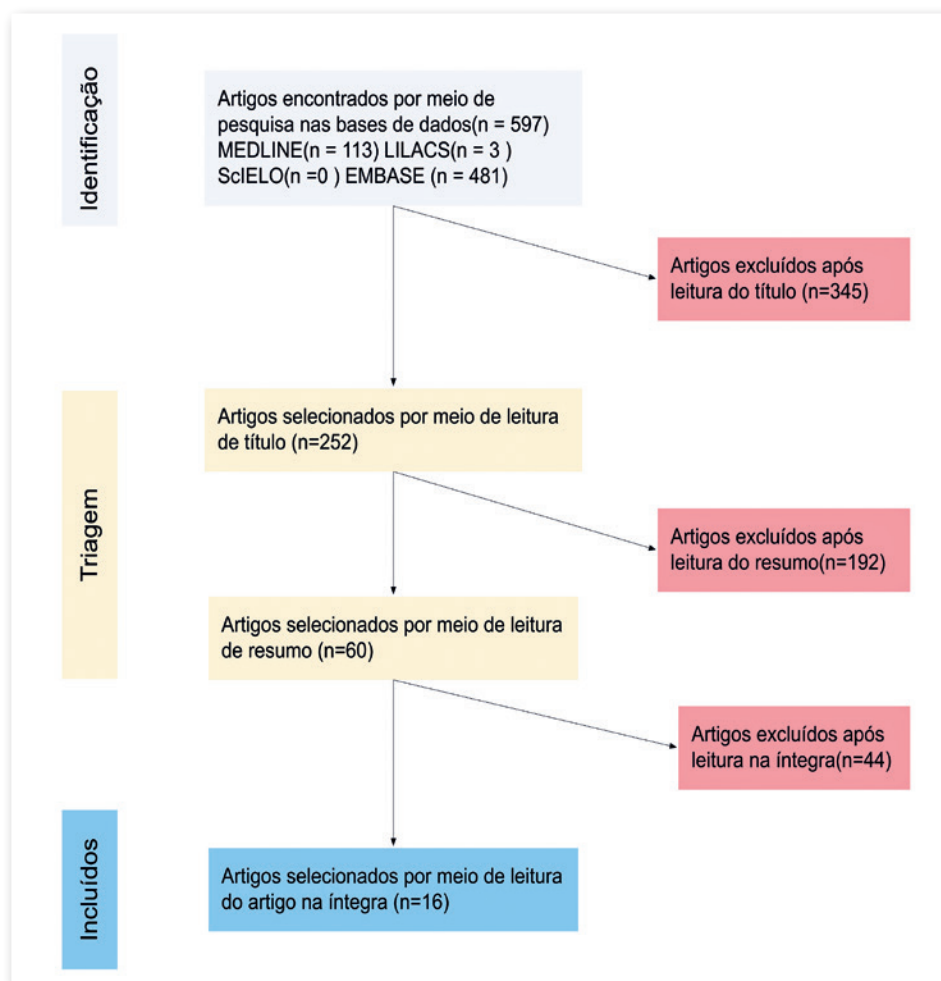 Identificação
Artigos encontrados por meio de
pesquisa nas bases de dados(n = 597)
MEDLINE(n = 113) LILACS(n = 3 )
ScIELO(n =0 ) EMBASE (n = 481)
Artigos excluídos após
leitura do título (n=345)
Triagem
Artigos selecionados por meio de leitura
de título (n=252)
Artigos excluídos após
leitura do resumo(n=192)
Artigos selecionados por meio de leitura
de resumo (n=60)
Artigos excluídos após
leitura na íntegra(n=44)
Incluídos
Artigos selecionados por meio de leitura
do artigo na íntegra (n=16)